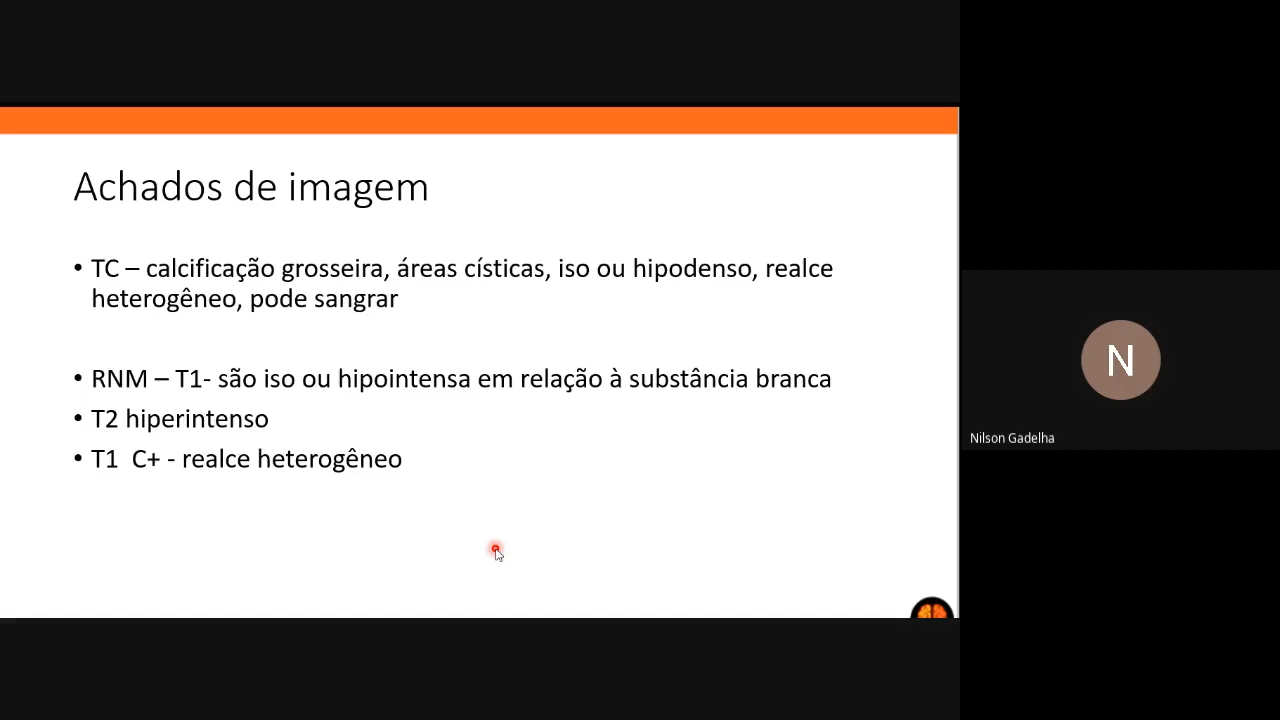 Achados de imagem
• TC – calcificação grosseira, áreas císticas, iso ou hipodenso, realce
heterogêneo, pode sangrar
• RNM – T1- são iso ou hipointensa em relação à substância branca
• T2 hiperintenso
• T1 C+ - realce heterogêneo
N
Nilson Gadelha